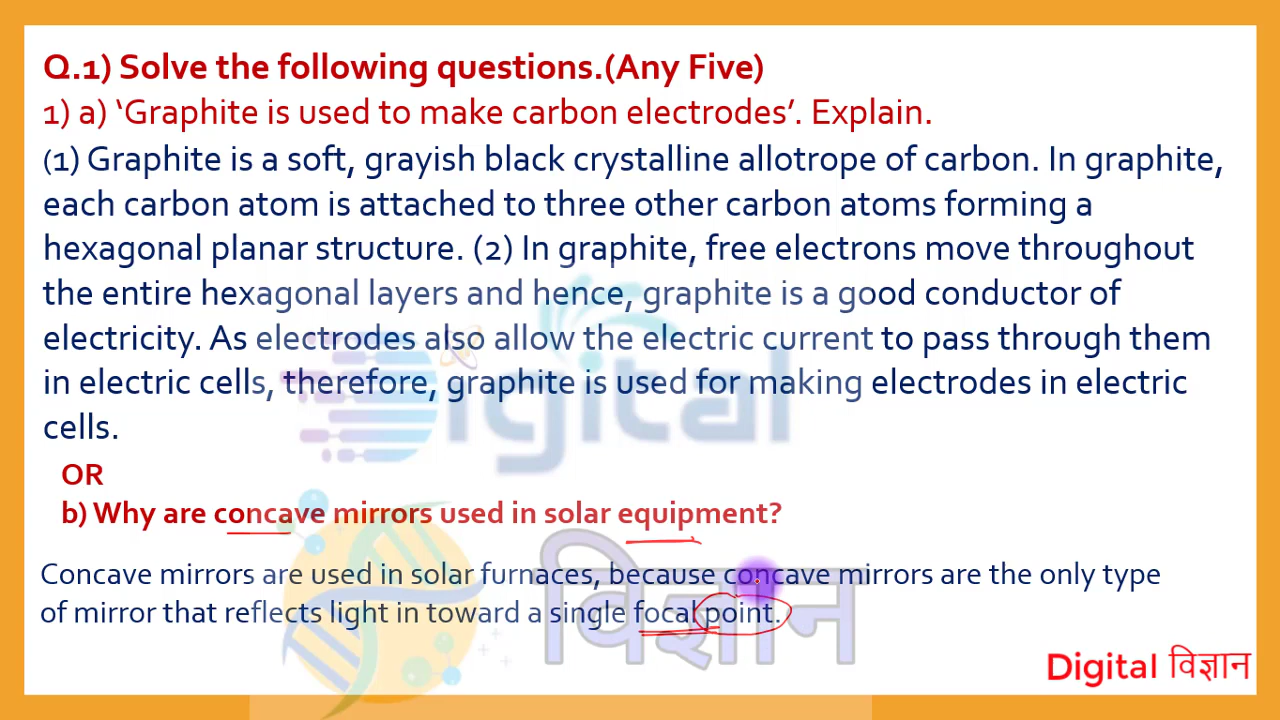 Q.1) Solve the following questions.(Any Five)
1) a) ‘Graphite is used to make carbon electrodes’. Explain.
(1) Graphite is a soft, grayish black crystalline allotrope of carbon. In graphite,
each carbon atom is attached to three other carbon atoms forming a
hexagonal planar structure. (2) In graphite, free electrons move throughout
the entire hexagonal layers and hence, graphite is a good conductor of
electricity. As electrodes also allow the electric current to pass through them
in electric cells, therefore, graphite is used for making electrodes in electric
cells.
Digital
OR
b) Why are concave mirrors used in solar equipment?
Concave mirrors are used in solar furnaces, because concave mirrors are the only type
of mirror that reflects light in toward a single focal point.
विज्ञान
Digital विज्ञान